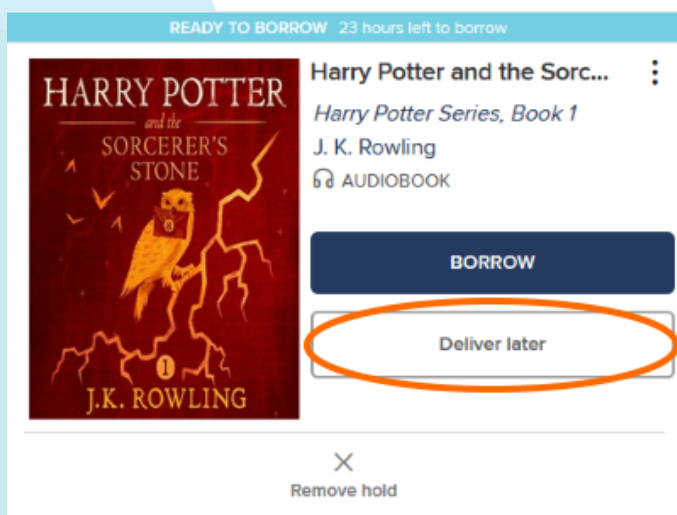 READY TO BORROW 23 hours left to borrow
HARRY POTTER
and the
SORCERER'S
STONE
8
1
J.K. ROWLING
Harry Potter and the Sorc...
Harry Potter Series, Book 1
J. K. Rowling
AUDIOBOOK
BORROW
Deliver later
Remove hold